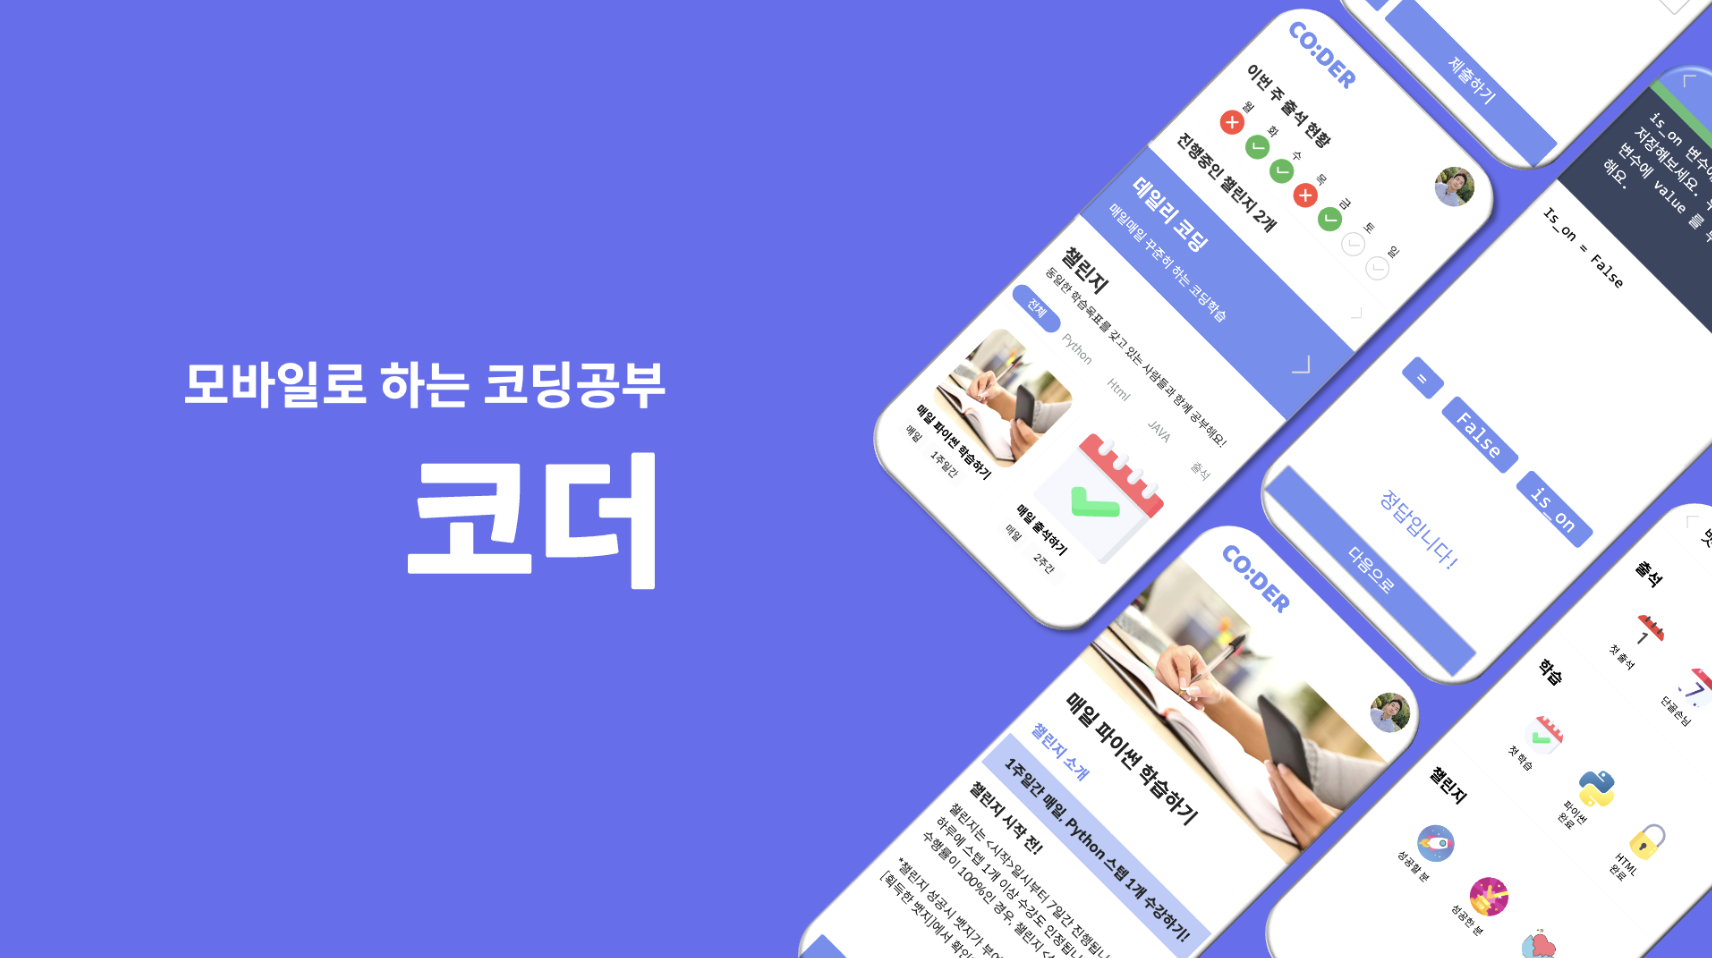 모바일로 하는 코딩공부
코더
CO:DER
이번 주 출석 현황
월 화 수 목 금 토 일
진행중인 챌린지 2개
데일리 코딩
매일매일 꾸준히 하는 코딩학습
챌린지
동일한 학습목표를 갖고 있는 사람들과 함께 공부해요!
전체 Python Html JAVA 출석
매일 파이썬 학습하기
매일 1주일간
매일 출석하기
매일 2주간
제출하기
is_on 변수에
저장해보세요.
변수에 value 를
해요.
Is_on = False
= False is_on
정답입니다!
다음으로
CO:DER
매일 파이썬 학습하기
챌린지 소개
1주일간 매일, Python 스텝 1개 수강하기!
챌린지 시작 전!
챌린지는 <시작>일시부터 7일간 진행됩니
하루에 스텝 1개 이상 수강도 인정됩니
수행률이 100%인 경우, 챌린지
*챌린지 성공시 뱃지가 부여
[획득한 뱃지]에서 확인
출석
1
7
첫 출석
단골손님
학습
첫 학습
파이썬
완료
HTML
완료
챌린지
성공할 분
성공한 분